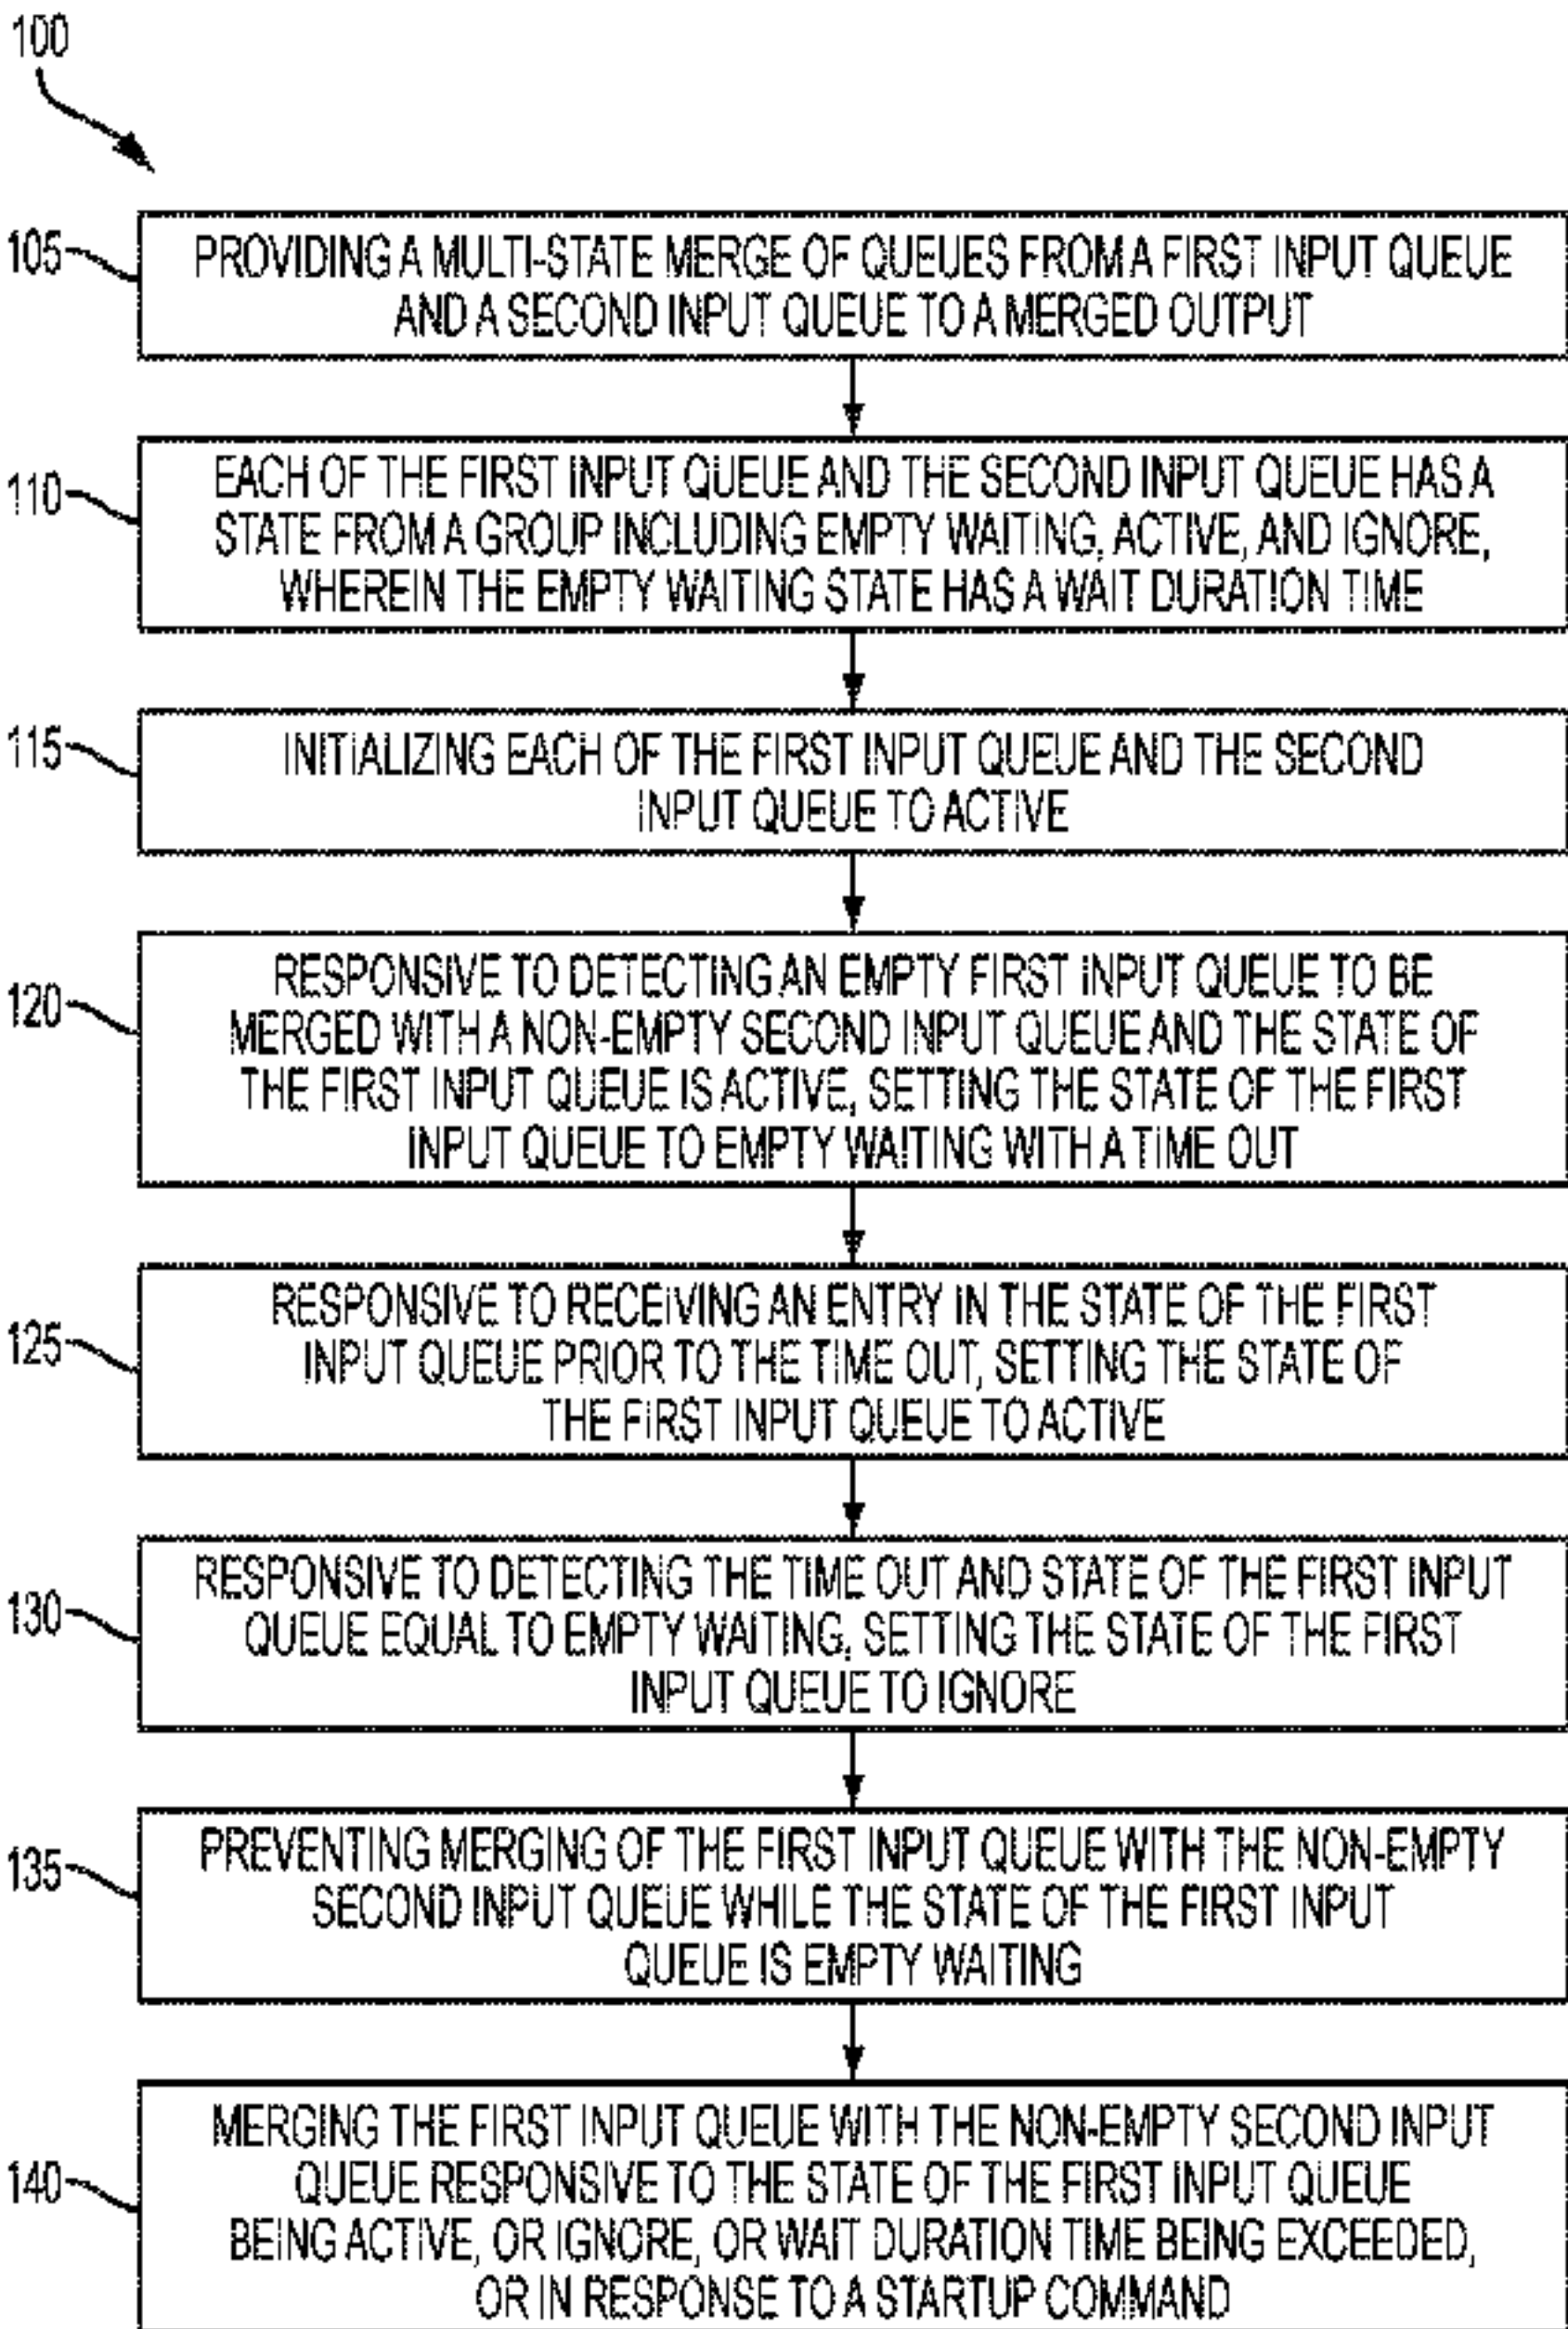 100
105
PROVIDING A MULTI-STATE MERGE OF QUEUES FROM A FIRST INPUT QUEUE
AND A SECOND INPUT QUEUE TO A MERGED OUTPUT
110
EACH OF THE FIRST INPUT QUEUE AND THE SECOND INPUT QUEUE HAS A
STATE FROM A GROUP INCLUDING EMPTY WAITING, ACTIVE, AND IGNORE,
WHEREIN THE EMPTY WAITING STATE HAS A WAIT DURATION TIME
115
INITIALIZING EACH OF THE FIRST INPUT QUEUE AND THE SECOND
INPUT QUEUE TO ACTIVE
120
RESPONSIVE TO DETECTING AN EMPTY FIRST INPUT QUEUE TO BE
MERGED WITH A NON-EMPTY SECOND INPUT QUEUE AND THE STATE OF
THE FIRST INPUT QUEUE IS ACTIVE, SETTING THE STATE OF THE FIRST
INPUT QUEUE TO EMPTY WAITING WITH A TIME OUT
125
RESPONSIVE TO RECEIVING AN ENTRY IN THE STATE OF THE FIRST
INPUT QUEUE PRIOR TO THE TIME OUT, SETTING THE STATE OF
THE FIRST INPUT QUEUE TO ACTIVE
130
RESPONSIVE TO DETECTING THE TIME OUT AND STATE OF THE FIRST INPUT
QUEUE EQUAL TO EMPTY WAITING, SETTING THE STATE OF THE FIRST
INPUT QUEUE TO IGNORE
135
PREVENTING MERGING OF THE FIRST INPUT QUEUE WITH THE NON-EMPTY
SECOND INPUT QUEUE WHILE THE STATE OF THE FIRST INPUT
QUEUE IS EMPTY WAITING
140
MERGING THE FIRST INPUT QUEUE WITH THE NON-EMPTY SECOND INPUT
QUEUE RESPONSIVE TO THE STATE OF THE FIRST INPUT QUEUE
BEING ACTIVE, OR IGNORE, OR WAIT DURATION TIME BEING EXCEEDED,
OR IN RESPONSE TO A STARTUP COMMAND